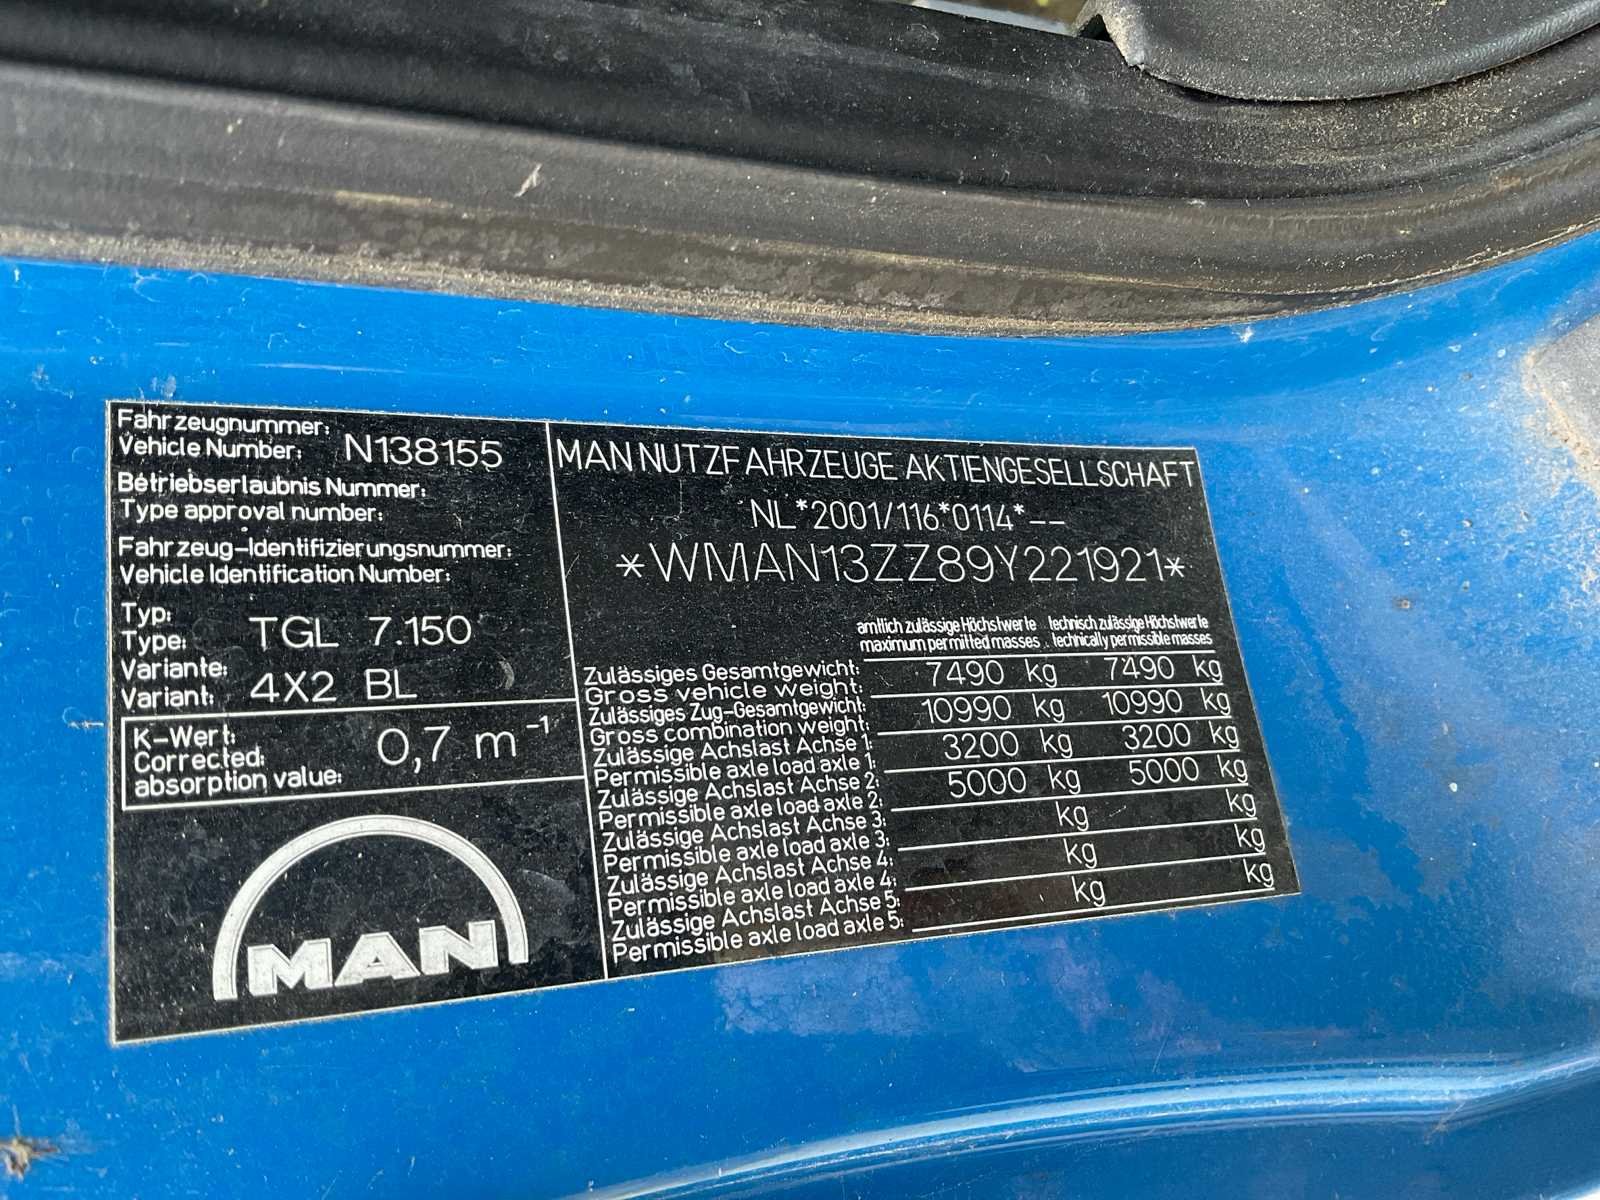 Fahrzeugnummer:
Vehicle Number: N138155
Betriebserlaubnis Nummer:
Type approval number:
Fahrzeug-Identifizierungsnummer:
Vehicle Identification Number:
Typ:
Type: TGL 7.150
Variante:
Variant: 4X2 BL
K-Wert:
Corrected:
absorption value: 0,7 m⁻¹
MAN
MAN NUTZFAHRZEUGE AKTIENGESELLSCHAFT
NL*2001/116*0114*--
*WMAN13ZZ89Y221921*
amtlich zulässige Höchstwerte technisch zulässige Höchstwerte
maximum permitted masses technically permissible masses
Zulässiges Gesamtgewicht: 7490 kg 7490 kg
Gross vehicle weight:
Zulässiges Zug-Gesamtgewicht: 10990 kg 10990 kg
Gross combination weight:
Zulässige Achslast Achse 1: 3200 kg 3200 kg
Permissible axle load axle 1:
Zulässige Achslast Achse 2: 5000 kg 5000 kg
Permissible axle load axle 2:
Zulässige Achslast Achse 3: kg kg
Permissible axle load axle 3:
Zulässige Achslast Achse 4: kg kg
Permissible axle load axle 4:
Zulässige Achslast Achse 5: kg kg
Permissible axle load axle 5: